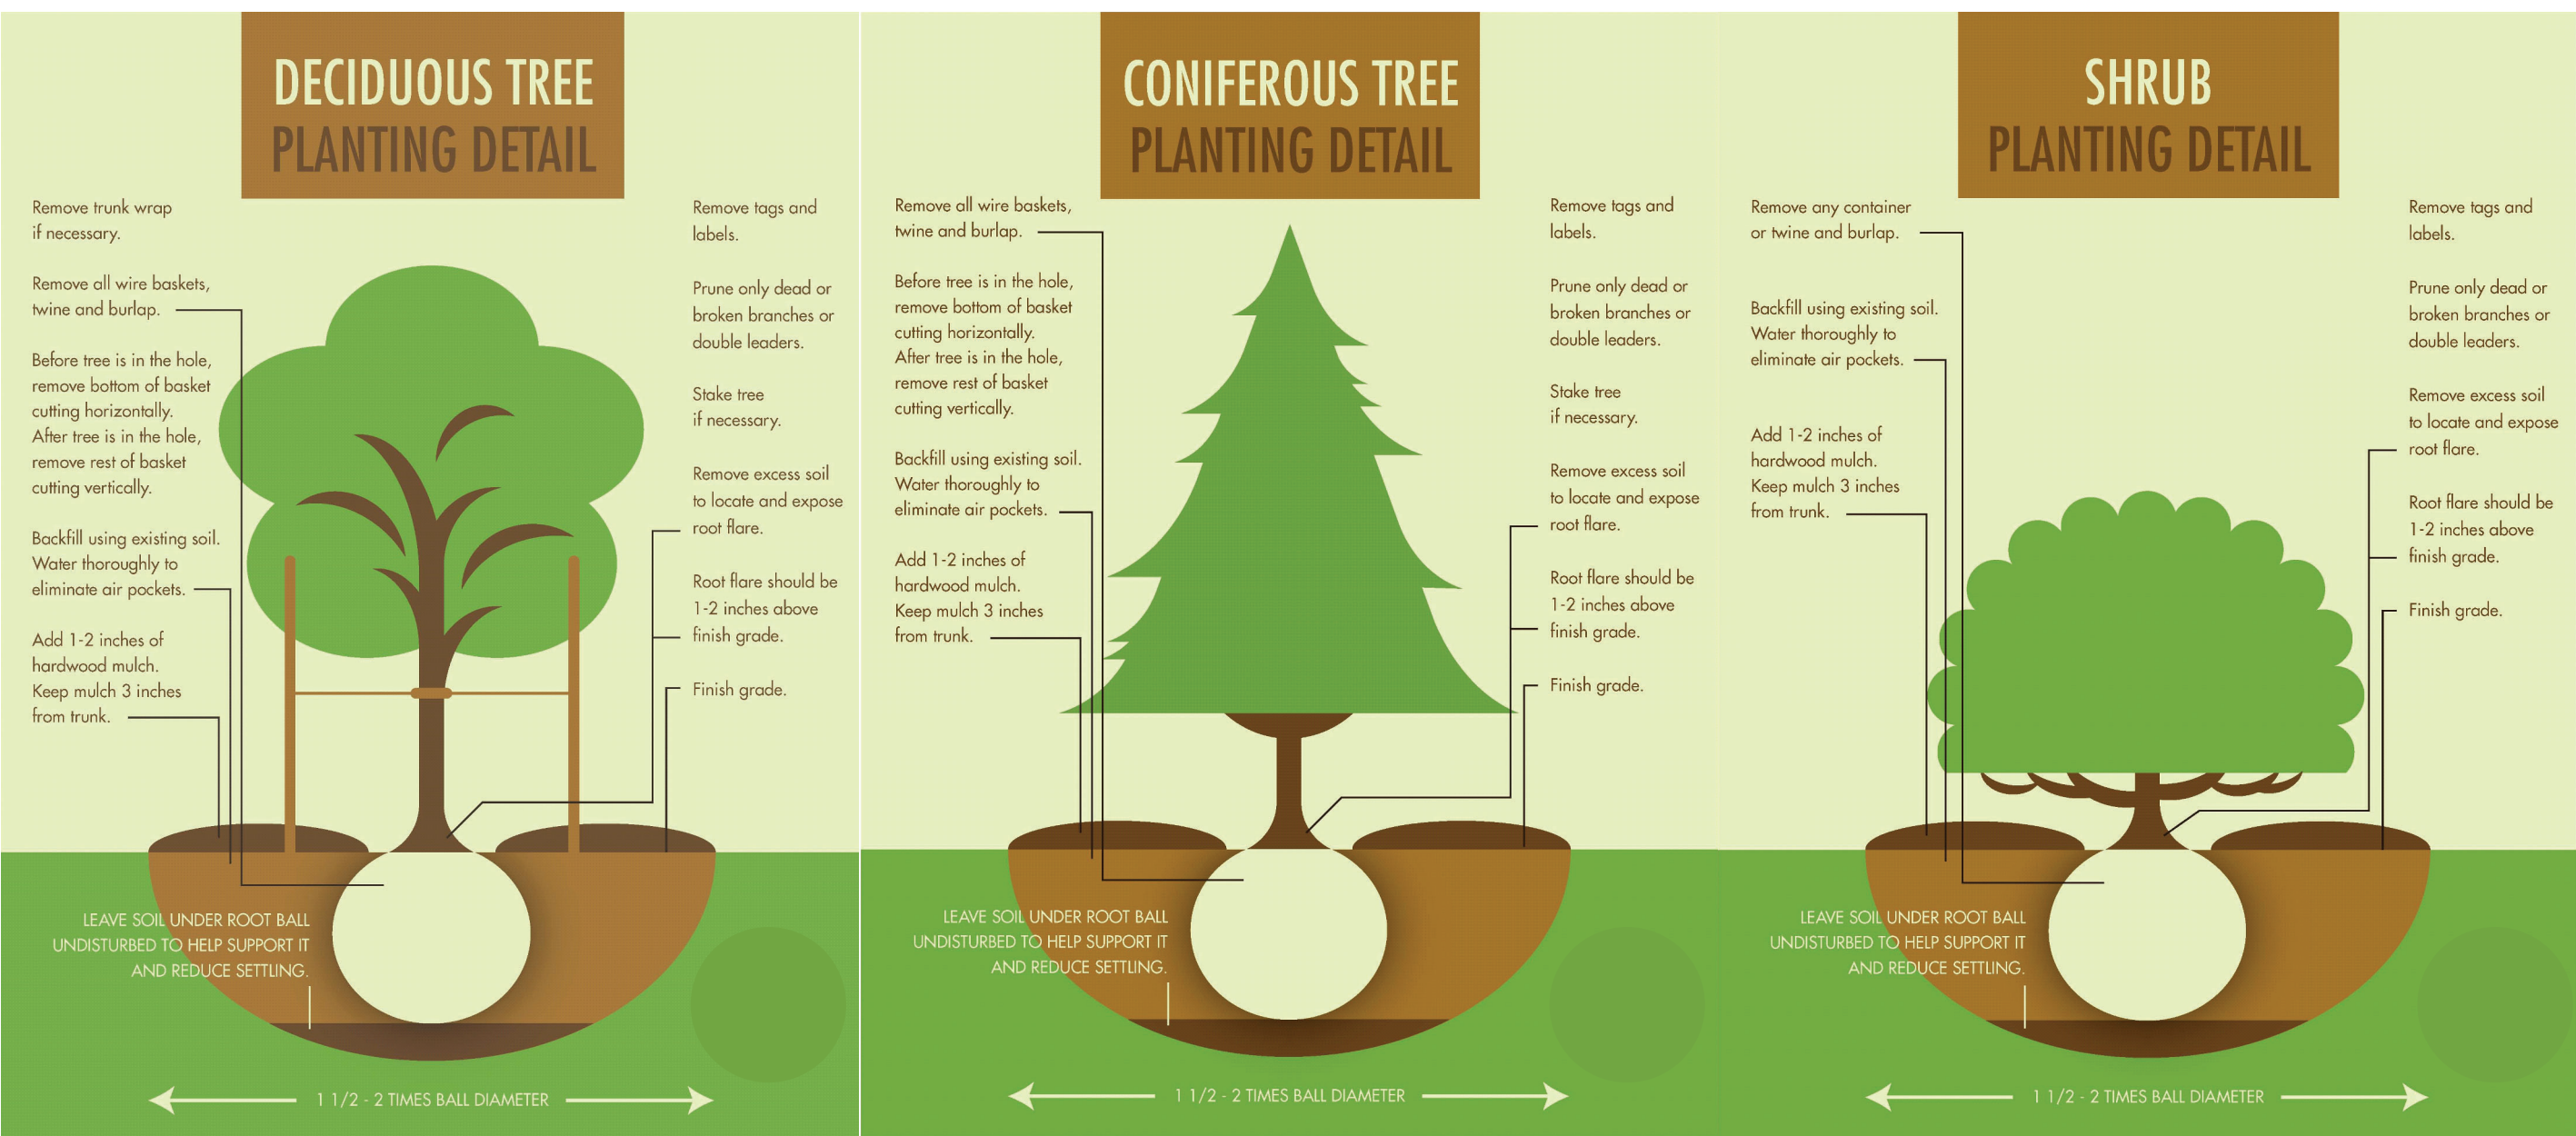 DECIDUOUS TREE
PLANTING DETAIL
Remove trunk wrap
if necessary.
Remove all wire baskets,
twine and burlap.
Before tree is in the hole,
remove bottom of basket
cutting horizontally.
After tree is in the hole,
remove rest of basket
cutting vertically.
Backfill using existing soil.
Water thoroughly to
eliminate air pockets.
Add 1-2 inches of
hardwood mulch.
Keep mulch 3 inches
from trunk.
Remove tags and
labels.
Prune only dead or
broken branches or
double leaders.
Stake tree
if necessary.
Remove excess soil
to locate and expose
root flare.
Root flare should be
1-2 inches above
finish grade.
Finish grade.
LEAVE SOIL UNDER ROOT BALL
UNDISTURBED TO HELP SUPPORT IT
AND REDUCE SETTLING.
1 1/2 - 2 TIMES BALL DIAMETER
CONIFEROUS TREE
PLANTING DETAIL
Remove all wire baskets,
twine and burlap.
Before tree is in the hole,
remove bottom of basket
cutting horizontally.
After tree is in the hole,
remove rest of basket
cutting vertically.
Backfill using existing soil.
Water thoroughly to
eliminate air pockets.
Add 1-2 inches of
hardwood mulch.
Keep mulch 3 inches
from trunk.
Remove tags and
labels.
Prune only dead or
broken branches or
double leaders.
Stake tree
if necessary.
Remove excess soil
to locate and expose
root flare.
Root flare should be
1-2 inches above
finish grade.
Finish grade.
LEAVE SOIL UNDER ROOT BALL
UNDISTURBED TO HELP SUPPORT IT
AND REDUCE SETTLING.
1 1/2 - 2 TIMES BALL DIAMETER
SHRUB
PLANTING DETAIL
Remove any container
or twine and burlap.
Backfill using existing soil.
Water thoroughly to
eliminate air pockets.
Add 1-2 inches of
hardwood mulch.
Keep mulch 3 inches
from trunk.
Remove tags and
labels.
Prune only dead or
broken branches or
double leaders.
Remove excess soil
to locate and expose
root flare.
Root flare should be
1-2 inches above
finish grade.
Finish grade.
LEAVE SOIL UNDER ROOT BALL
UNDISTURBED TO HELP SUPPORT IT
AND REDUCE SETTLING.
1 1/2 - 2 TIMES BALL DIAMETER